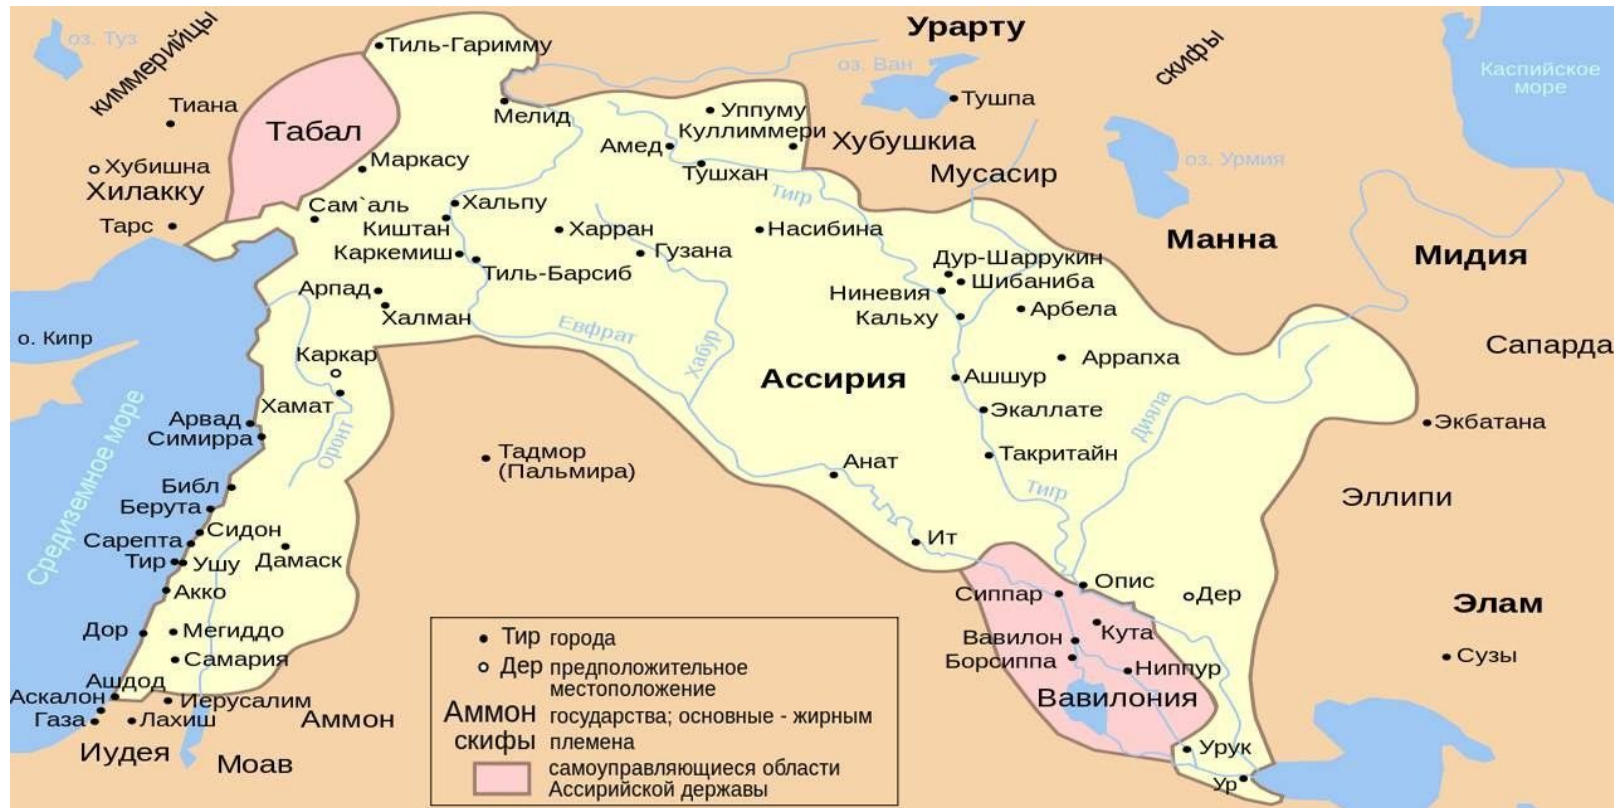 оз. Туз
киммерийцы
Тиль-Гаримму
Урарту
оз. Ван
скифы
Каспийское
море
Тиана
Табал
Мелид
Уппуму
Куллиммери
Тушпа
Хубушкиа
Амед
Тушхан
Хубишна
Хилакку
Маркасу
Мусасир
оз. Урмия
Тигр
Тарс
Сам`аль
Хальпу
Киштан
Харран
Насибина
Манна
Мидия
Каркемиш
Гузана
Тиль-Барсиб
Дур-Шаррукин
Шибаниба
Арпад
Ниневия
Халман
Кальху
Арбела
о. Кипр
Евфрат
Хабур
Каркар
Сапарда
Аррапха
Ассирия
Ашшур
Хамат
Экаллате
Арвад
Симирра
Оронт
Дияла
Экбатана
Средиземное море
Тадмор
(Пальмира)
Анат
Такритайн
Тигр
Библ
Берута
Эллипи
Сидон
Сарепта
Ит
Тир
Ушу
Дамаск
Акко
Опис
Сиппар
Дер
Элам
Дор
Мегиддо
Вавилон
Кута
Самария
Борсиппа
Ниппур
Сузы
Ашдод
Аскалон
Иерусалим
Вавилония
Газа
Лахиш
Аммон
Иудея
Моав
Урук
Ур
Тир города
Дер предположительное
местоположение
Аммон государства; основные - жирным
скифы племена
самоуправляющиеся области
Ассирийской державы